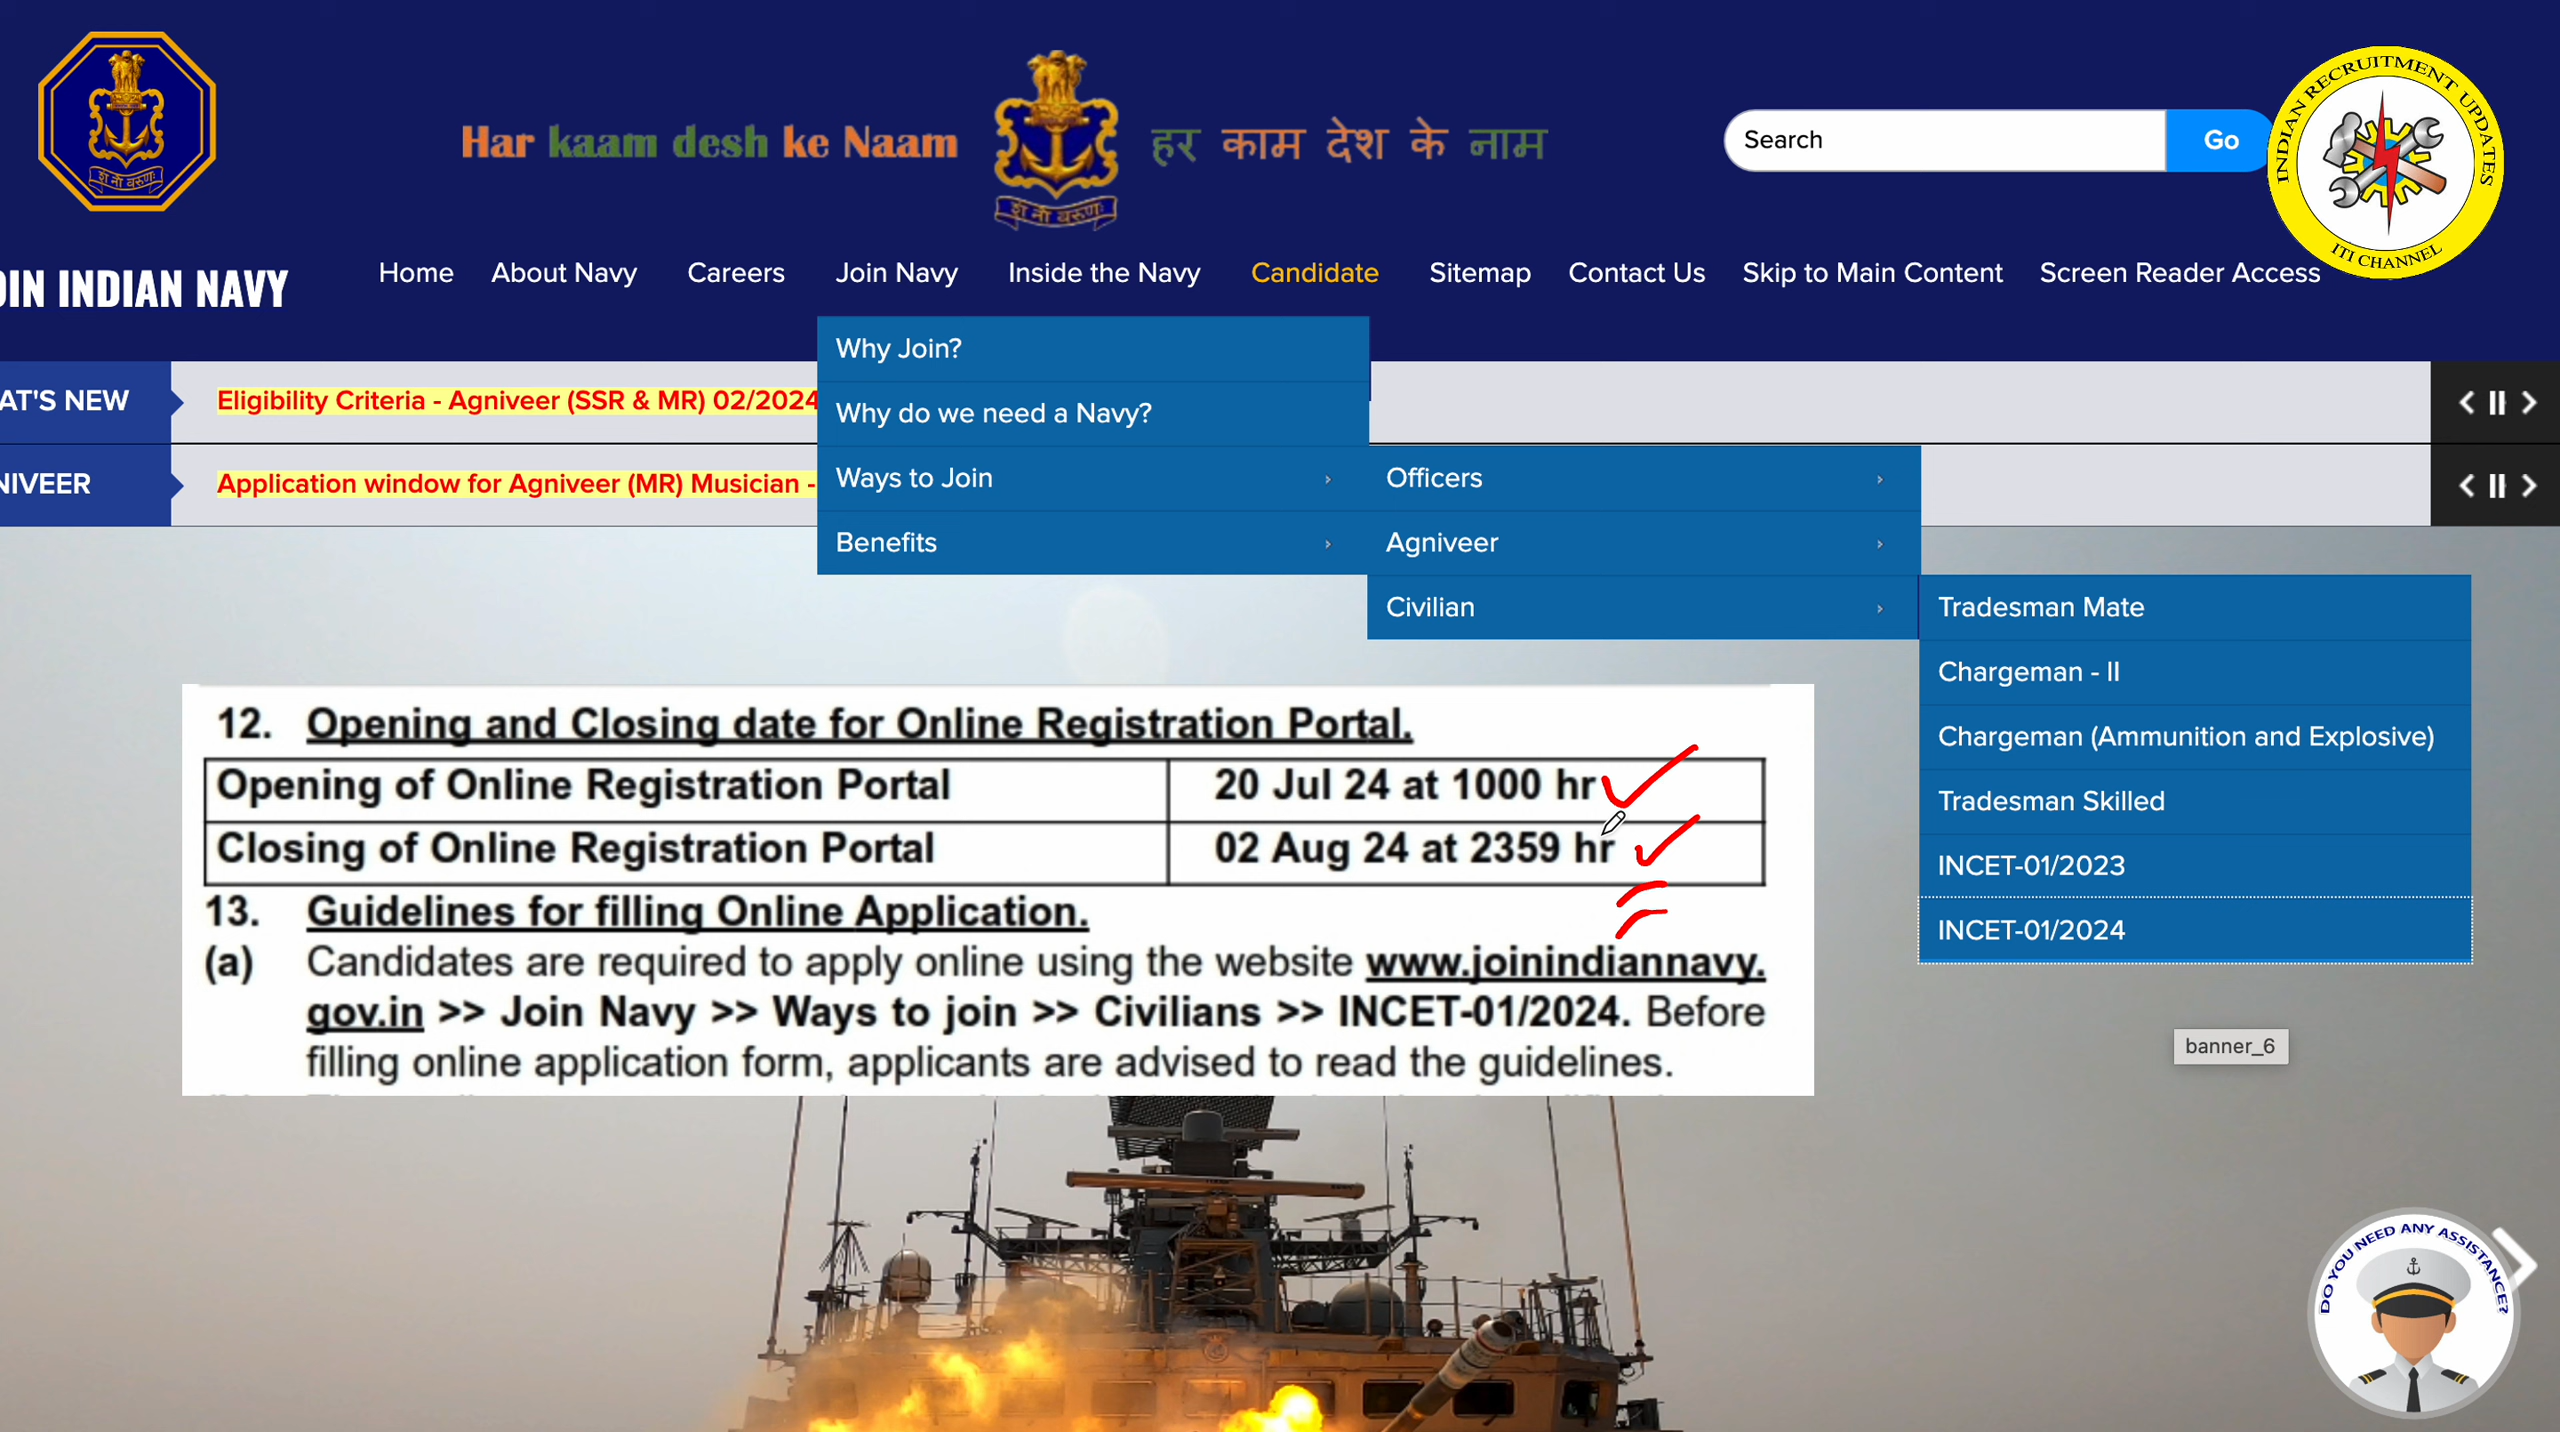 Har kaam desh ke Naam
हर काम देश के नाम
शं नो वरुणः
शं नो वरुणः
Search
Go
INDIAN RECRUITMENT UPDATES
ITI CHANNEL
OIN INDIAN NAVY
Home
About Navy
Careers
Join Navy
Inside the Navy
Candidate
Sitemap
Contact Us
Skip to Main Content
Screen Reader Access
AT'S NEW
Eligibility Criteria - Agniveer (SSR & MR) 02/2024
NIVEER
Application window for Agniveer (MR) Musician -
Why Join?
Why do we need a Navy?
Ways to Join
Benefits
Officers
Agniveer
Civilian
Tradesman Mate
Chargeman - II
Chargeman (Ammunition and Explosive)
Tradesman Skilled
INCET-01/2023
INCET-01/2024
12. Opening and Closing date for Online Registration Portal.
Opening of Online Registration Portal 20 Jul 24 at 1000 hr
Closing of Online Registration Portal 02 Aug 24 at 2359 hr
13. Guidelines for filling Online Application.
(a) Candidates are required to apply online using the website www.joinindiannavy.
gov.in >> Join Navy >> Ways to join >> Civilians >> INCET-01/2024. Before
filling online application form, applicants are advised to read the guidelines.
banner_6
DO YOU NEED ANY ASSISTANCE?